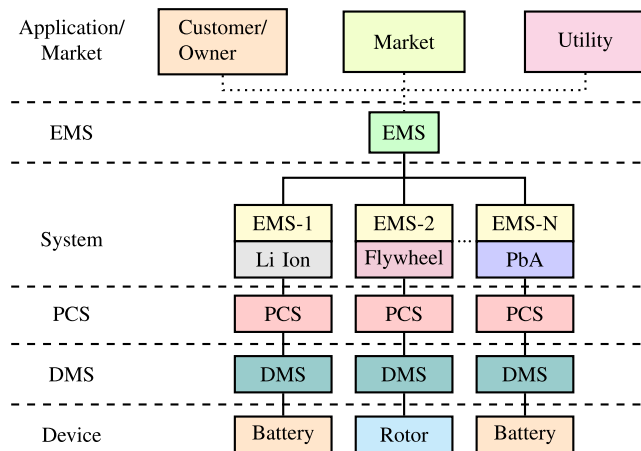 Application/
Market
Customer/
Owner
Market
Utility
EMS
EMS
System
EMS-1
EMS-2
EMS-N
Li Ion
Flywheel
PbA
PCS
PCS
PCS
PCS
DMS
DMS
DMS
DMS
Device
Battery
Rotor
Battery